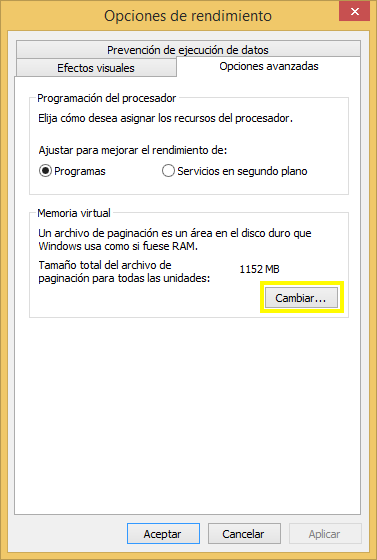 Opciones de rendimiento
Prevención de ejecución de datos
Efectos visuales
Opciones avanzadas
Programación del procesador
Elija cómo desea asignar los recursos del procesador.
Ajustar para mejorar el rendimiento de:
Programas
Servicios en segundo plano
Memoria virtual
Un archivo de paginación es un área en el disco duro que
Windows usa como si fuese RAM.
Tamaño total del archivo de
paginación para todas las unidades:
1152 MB
Cambiar...
Aceptar
Cancelar
Aplicar